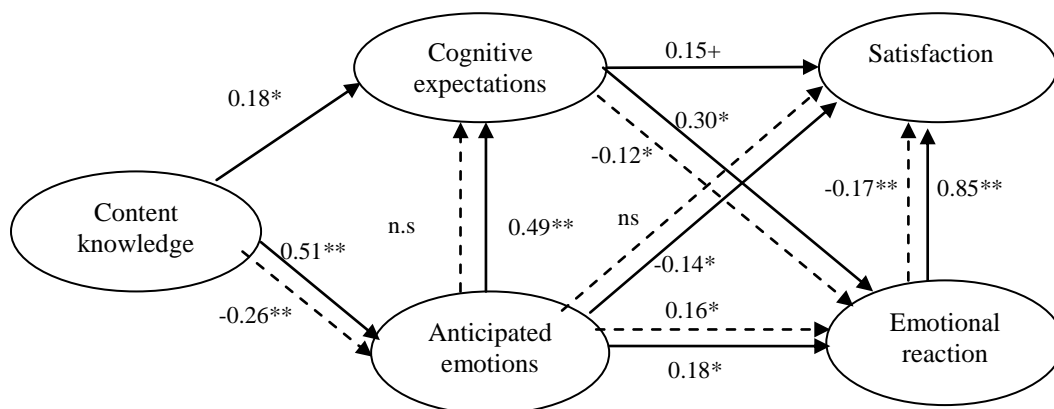 Cognitive
expectations
0.15+
Satisfaction
0.18*
0.30*
-0.12*
Content
knowledge
n.s
0.49**
ns
-0.17**
0.85**
0.51**
-0.14*
-0.26**
Anticipated
emotions
0.16*
0.18*
Emotional
reaction